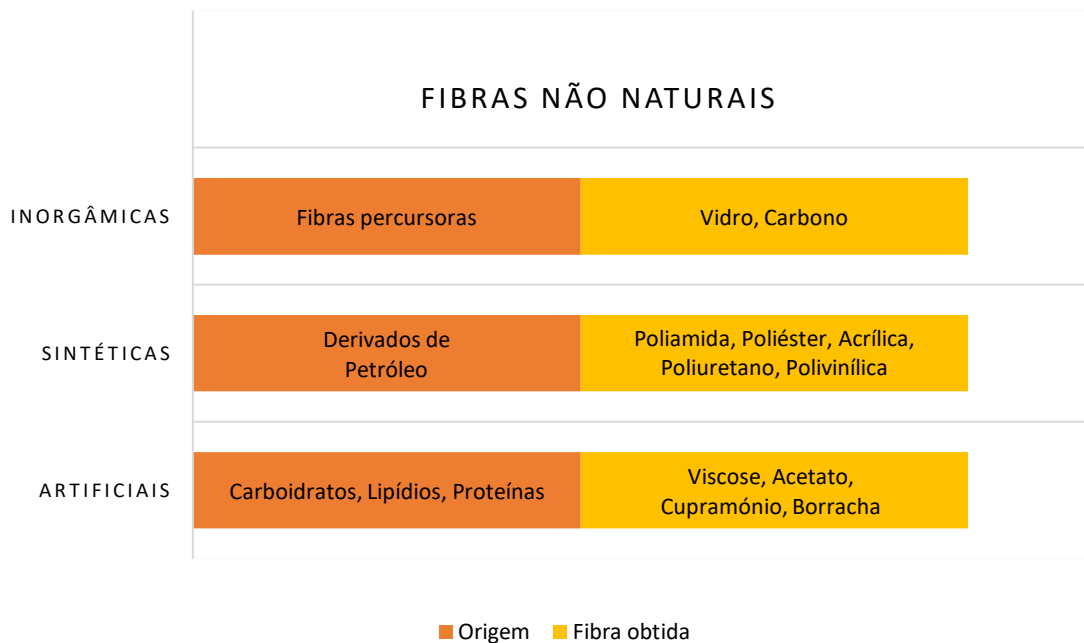 FIBRAS NÃO NATURAIS
INORGÂMICAS
Fibras percursoras
Vidro, Carbono
SINTÉTICAS
Derivados de
Petróleo
Poliamida, Poliéster, Acrílica,
Poliuretano, Polivinílica
ARTIFICIAIS
Carboidratos, Lipídios, Proteínas
Viscose, Acetato,
Cupramónio, Borracha
Origem
Fibra obtida